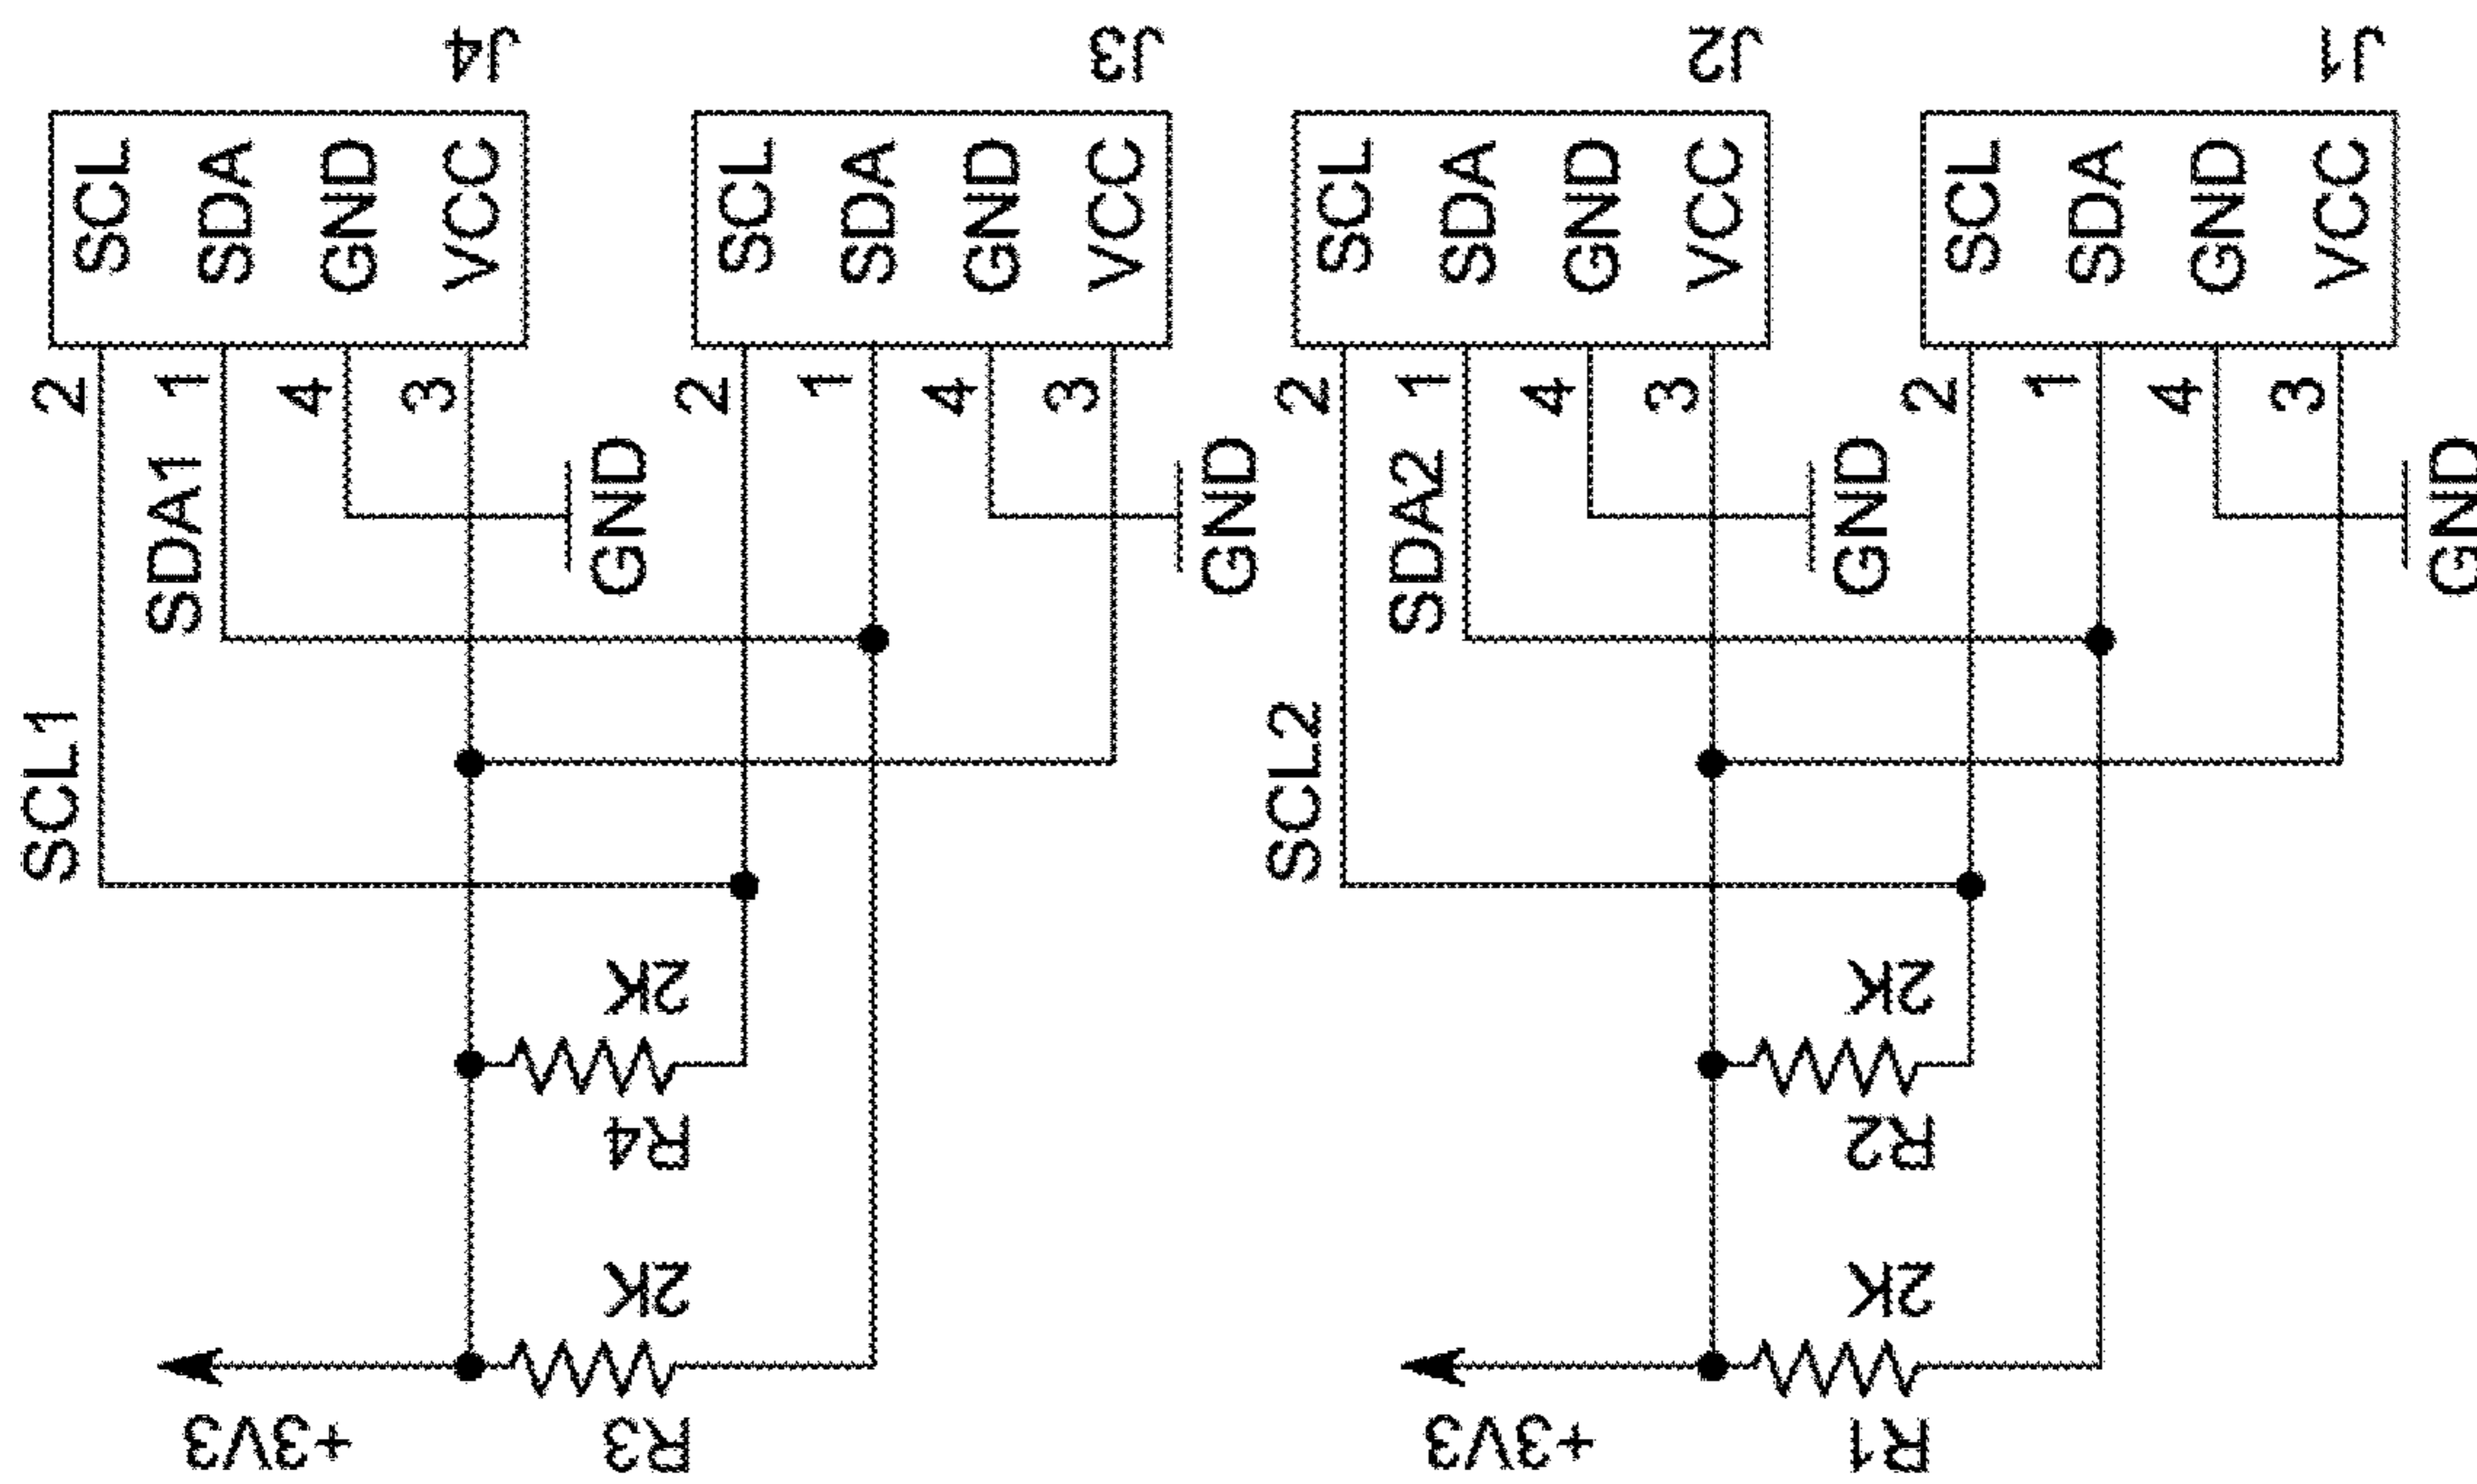 J4
SCL
SDA
GND
VCC
2
1
4
3
SCL1
SDA1
GND
R4
2K
+3V3
R3
2K
J3
SCL
SDA
GND
VCC
2
1
4
3
GND
J2
SCL
SDA
GND
VCC
2
1
4
3
SCL2
SDA2
GND
R2
2K
+3V3
R1
2K
J1
SCL
SDA
GND
VCC
2
1
4
3
GND